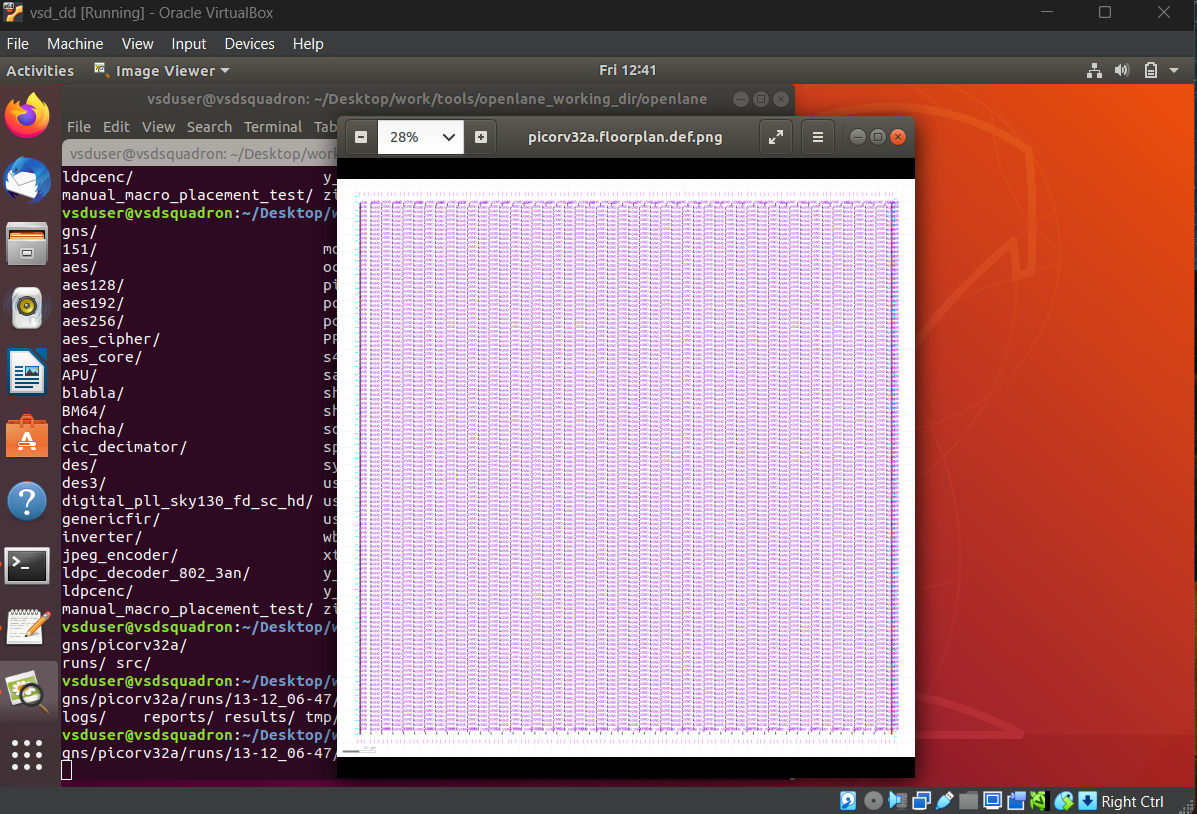 vsd_dd [Running] - Oracle VirtualBox
File Machine View Input Devices Help
Activities Image Viewer Fri 12:41
vsduser@vsdsquadron: ~/Desktop/work/tools/openlane_working_dir/openlane
File Edit View Search Terminal Tab
vsduser@vsdsquadron: ~/Desktop/wor
28% picorv32a.floorplan.def.png
ldpcenc/ y_
manual_macro_placement_test/ zi
vsduser@vsdsquadron:~/Desktop/w
gns/
151/ mo
aes/ oc
aes128/ pi
aes192/ po
aes256/ po
aes_cipher/ PP
aes_core/ s4
APU/ sa
blabla/ sh
BM64/ sh
chacha/ so
cic_decimator/ sp
des/ sy
des3/ us
digital_pll_sky130_fd_sc_hd/ us
genericfir/ us
inverter/ wb
jpeg_encoder/ xt
ldpc_decoder_802_3an/ y_
ldpcenc/ y_
manual_macro_placement_test/ zi
vsduser@vsdsquadron:~/Desktop/w
gns/picorv32a/
runs/ src/
vsduser@vsdsquadron:~/Desktop/w
gns/picorv32a/runs/13-12_06-47/
logs/ reports/ results/ tmp/
vsduser@vsdsquadron:~/Desktop/w
gns/picorv32a/runs/13-12_06-47/
Right Ctrl